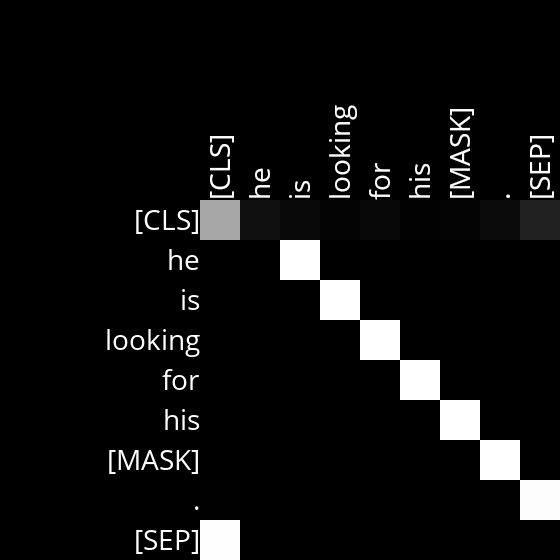 [CLS] he is looking for his [MASK] . [SEP]
[CLS]
he
is
looking
for
his
[MASK]
.
[SEP]